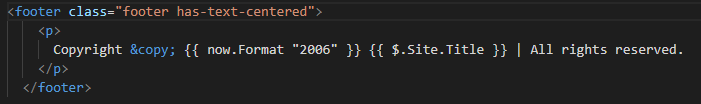 <footer class="footer has-text-centered">
<p>
Copyright &copy; {{ now.Format "2006" }} {{ $.Site.Title }} | All rights reserved.
</p>
</footer>